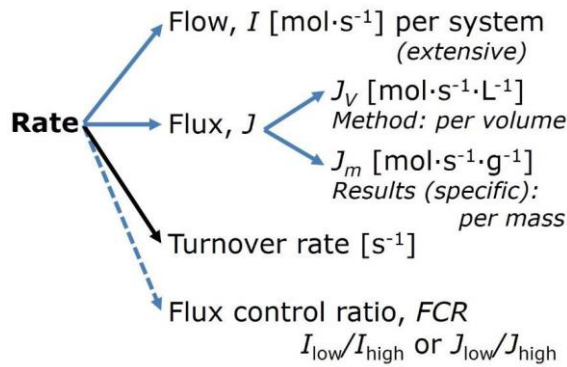 Flow, I [mol·s⁻¹] per system
(extensive)
Rate
Flux, J
J_V [mol·s⁻¹·L⁻¹]
Method: per volume
J_m [mol·s⁻¹·g⁻¹]
Results (specific):
per mass
Turnover rate [s⁻¹]
Flux control ratio, FCR
I_low/I_high or J_low/J_high